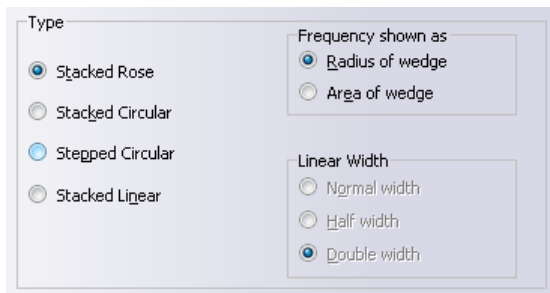 Type
Stacked Rose
Stacked Circular
Stepped Circular
Stacked Linear
Frequency shown as
Radius of wedge
Area of wedge
Linear Width
Normal width
Half width
Double width